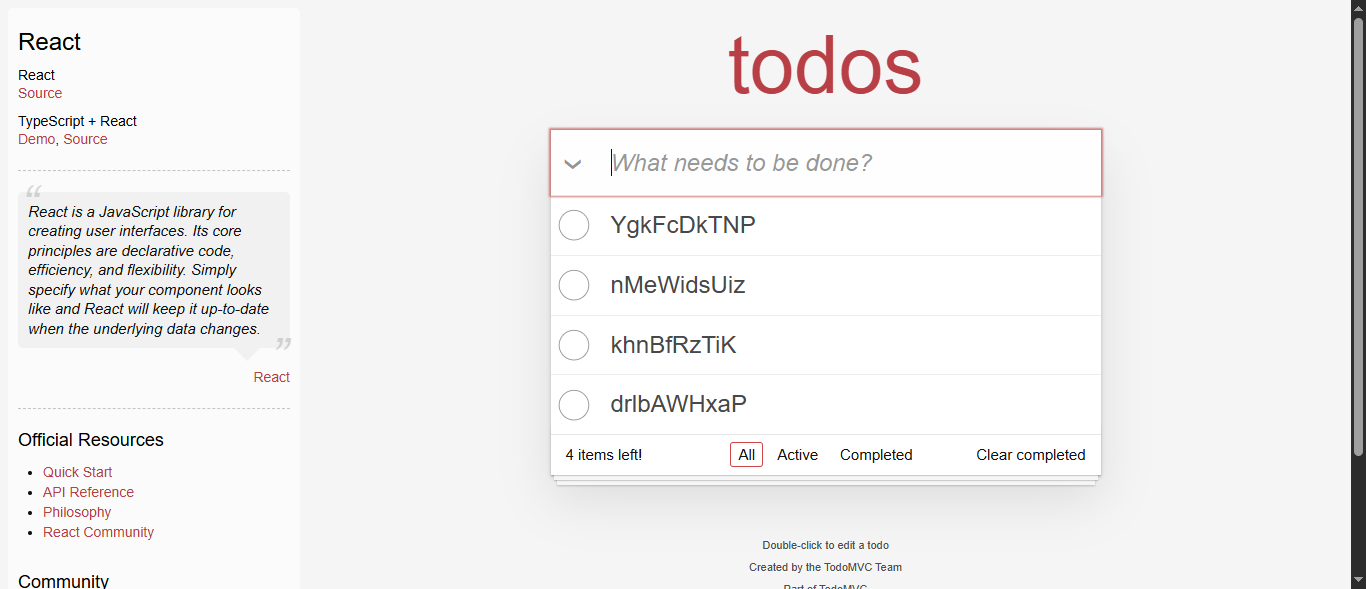 React
React
Source
TypeScript + React
Demo, Source
“
React is a JavaScript library for
creating user interfaces. Its core
principles are declarative code,
efficiency, and flexibility. Simply
specify what your component looks
like and React will keep it up-to-date
when the underlying data changes.
”
React
Official Resources
Quick Start
API Reference
Philosophy
React Community
Community
todos
What needs to be done?
YgkFcDkTNP
nMeWidsUiz
khnBfRzTiK
drlbAWHxaP
4 items left! All Active Completed Clear completed
Double-click to edit a todo
Created by the TodoMVC Team
Part of TodoMVC